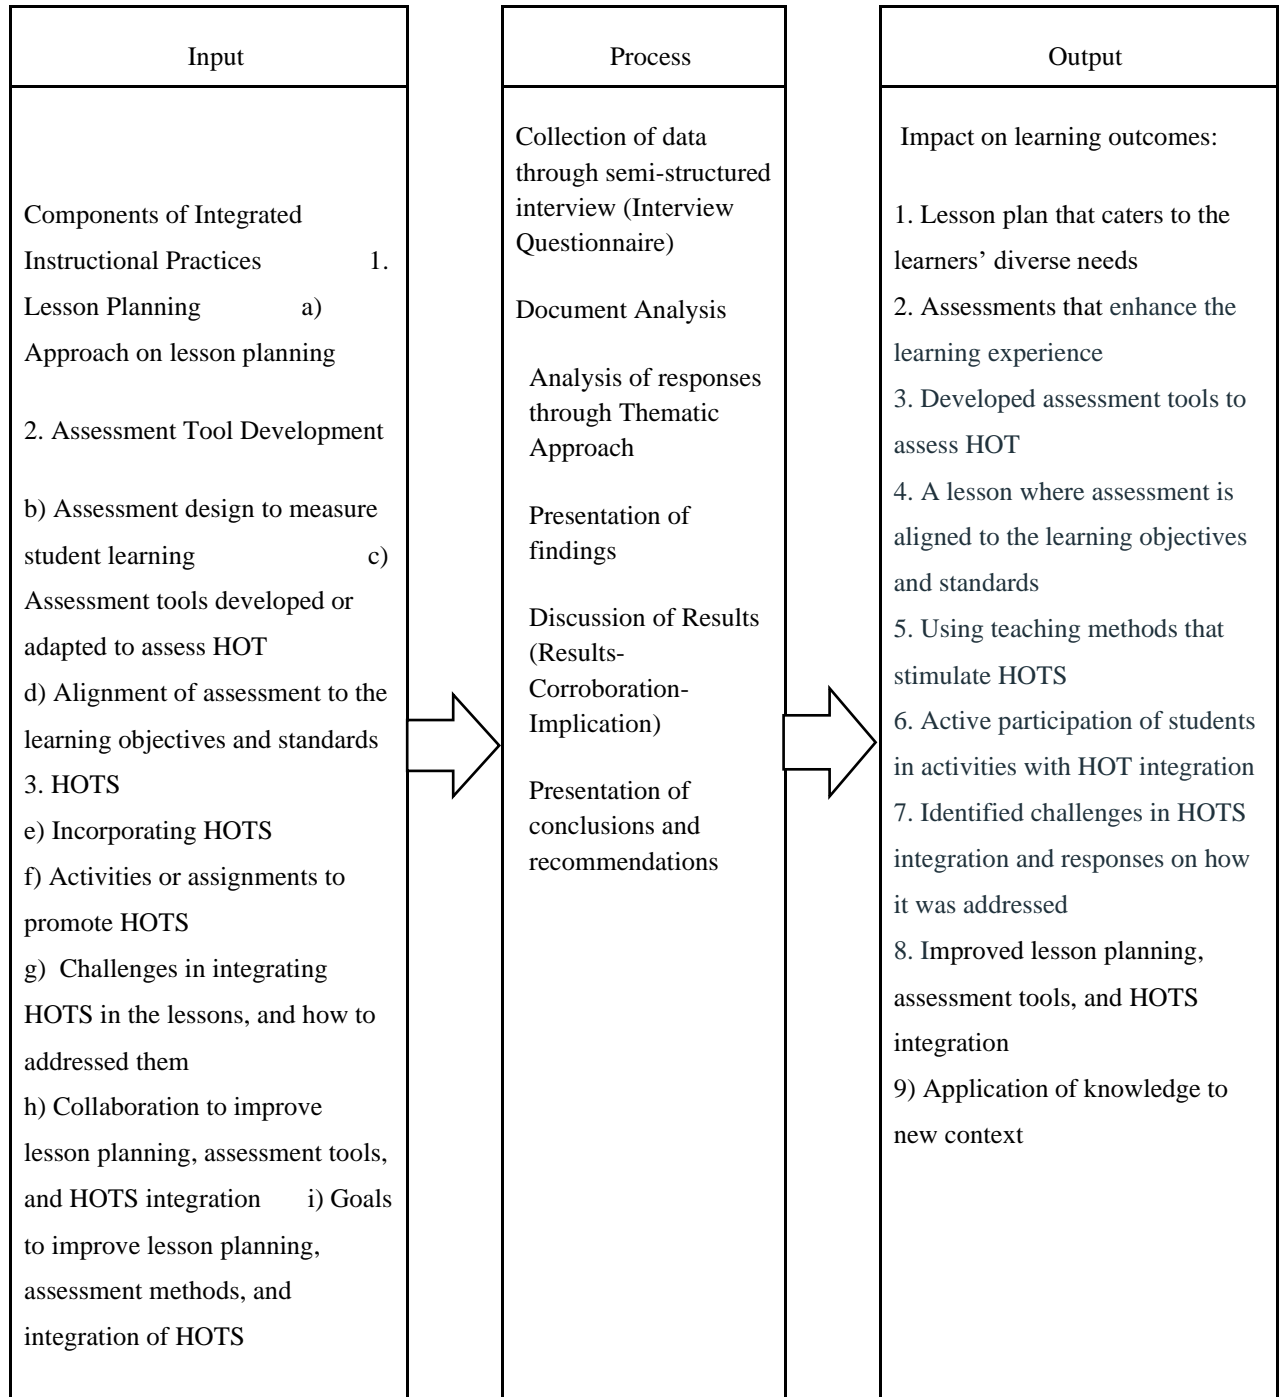 Input
Components of Integrated
Instructional Practices 1.
Lesson Planning a)
Approach on lesson planning
2. Assessment Tool Development
b) Assessment design to measure
student learning c)
Assessment tools developed or
adapted to assess HOT
d) Alignment of assessment to the
learning objectives and standards
3. HOTS
e) Incorporating HOTS
f) Activities or assignments to
promote HOTS
g) Challenges in integrating
HOTS in the lessons, and how to
addressed them
h) Collaboration to improve
lesson planning, assessment tools,
and HOTS integration i) Goals
to improve lesson planning,
assessment methods, and
integration of HOTS
Process
Collection of data
through semi-structured
interview (Interview
Questionnaire)
Document Analysis
Analysis of responses
through Thematic
Approach
Presentation of
findings
Discussion of Results
(Results-
Corroboration-
Implication)
Presentation of
conclusions and
recommendations
Output
Impact on learning outcomes:
1. Lesson plan that caters to the
learners’ diverse needs
2. Assessments that enhance the
learning experience
3. Developed assessment tools to
assess HOT
4. A lesson where assessment is
aligned to the learning objectives
and standards
5. Using teaching methods that
stimulate HOTS
6. Active participation of students
in activities with HOT integration
7. Identified challenges in HOTS
integration and responses on how
it was addressed
8. Improved lesson planning,
assessment tools, and HOTS
integration
9) Application of knowledge to
new context